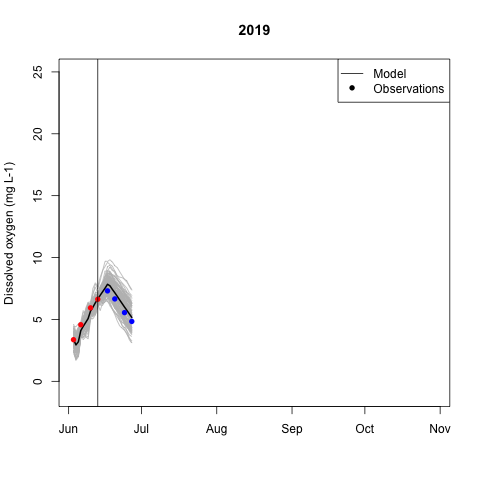 2019
Model
Observations
Dissolved oxygen (mg L-1)
25
20
15
10
5
0
Jun Jul Aug Sep Oct Nov